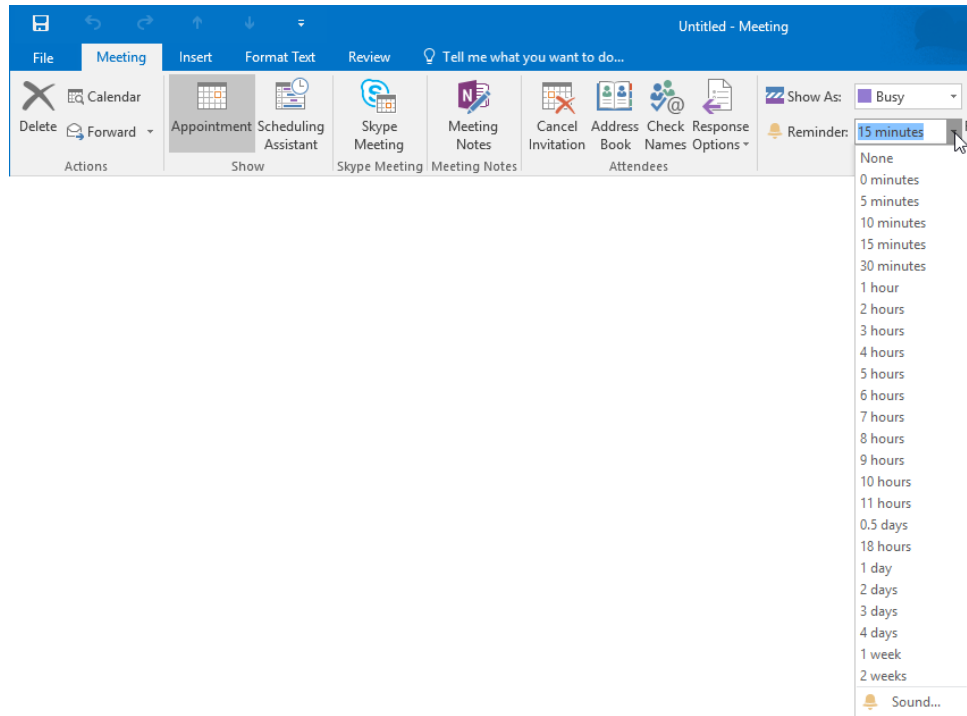 Untitled - Meeting
File Meeting Insert Format Text Review Tell me what you want to do...
Delete
Calendar
Forward
Actions
Appointment
Scheduling
Assistant
Show
Skype
Meeting
Skype Meeting
Meeting
Notes
Meeting Notes
Cancel
Invitation
Address
Book
Check
Names
Response
Options
Attendees
Show As: Busy
Reminder: 15 minutes
None
0 minutes
5 minutes
10 minutes
15 minutes
30 minutes
1 hour
2 hours
3 hours
4 hours
5 hours
6 hours
7 hours
8 hours
9 hours
10 hours
11 hours
0.5 days
18 hours
1 day
2 days
3 days
4 days
1 week
2 weeks
Sound...